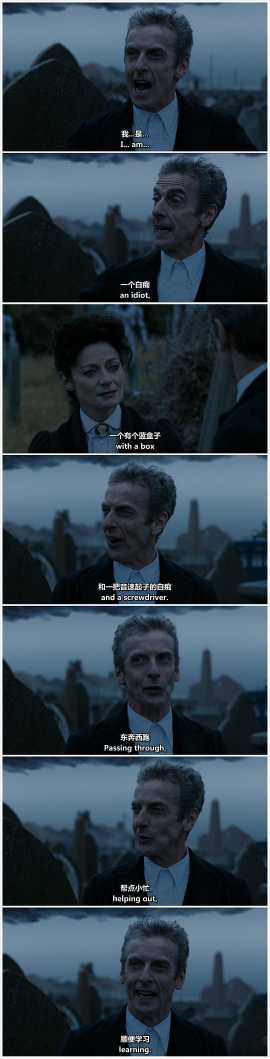 我...是...
I... am...
一个白痴
an idiot,
一个有个蓝盒子
with a box
和一把音速起子的白痴
and a screwdriver.
东奔西跑
Passing through,
帮点小忙
helping out,
顺便学习
learning.